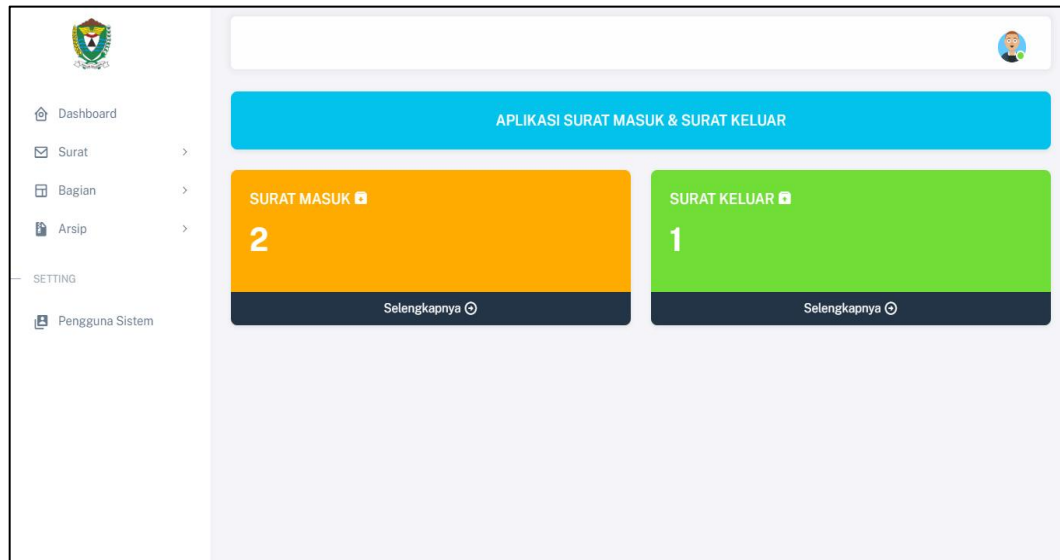 Dashboard
Surat
Bagian
Arsip
SETTING
Pengguna Sistem
APLIKASI SURAT MASUK & SURAT KELUAR
SURAT MASUK
2
Selengkapnya
SURAT KELUAR
1
Selengkapnya